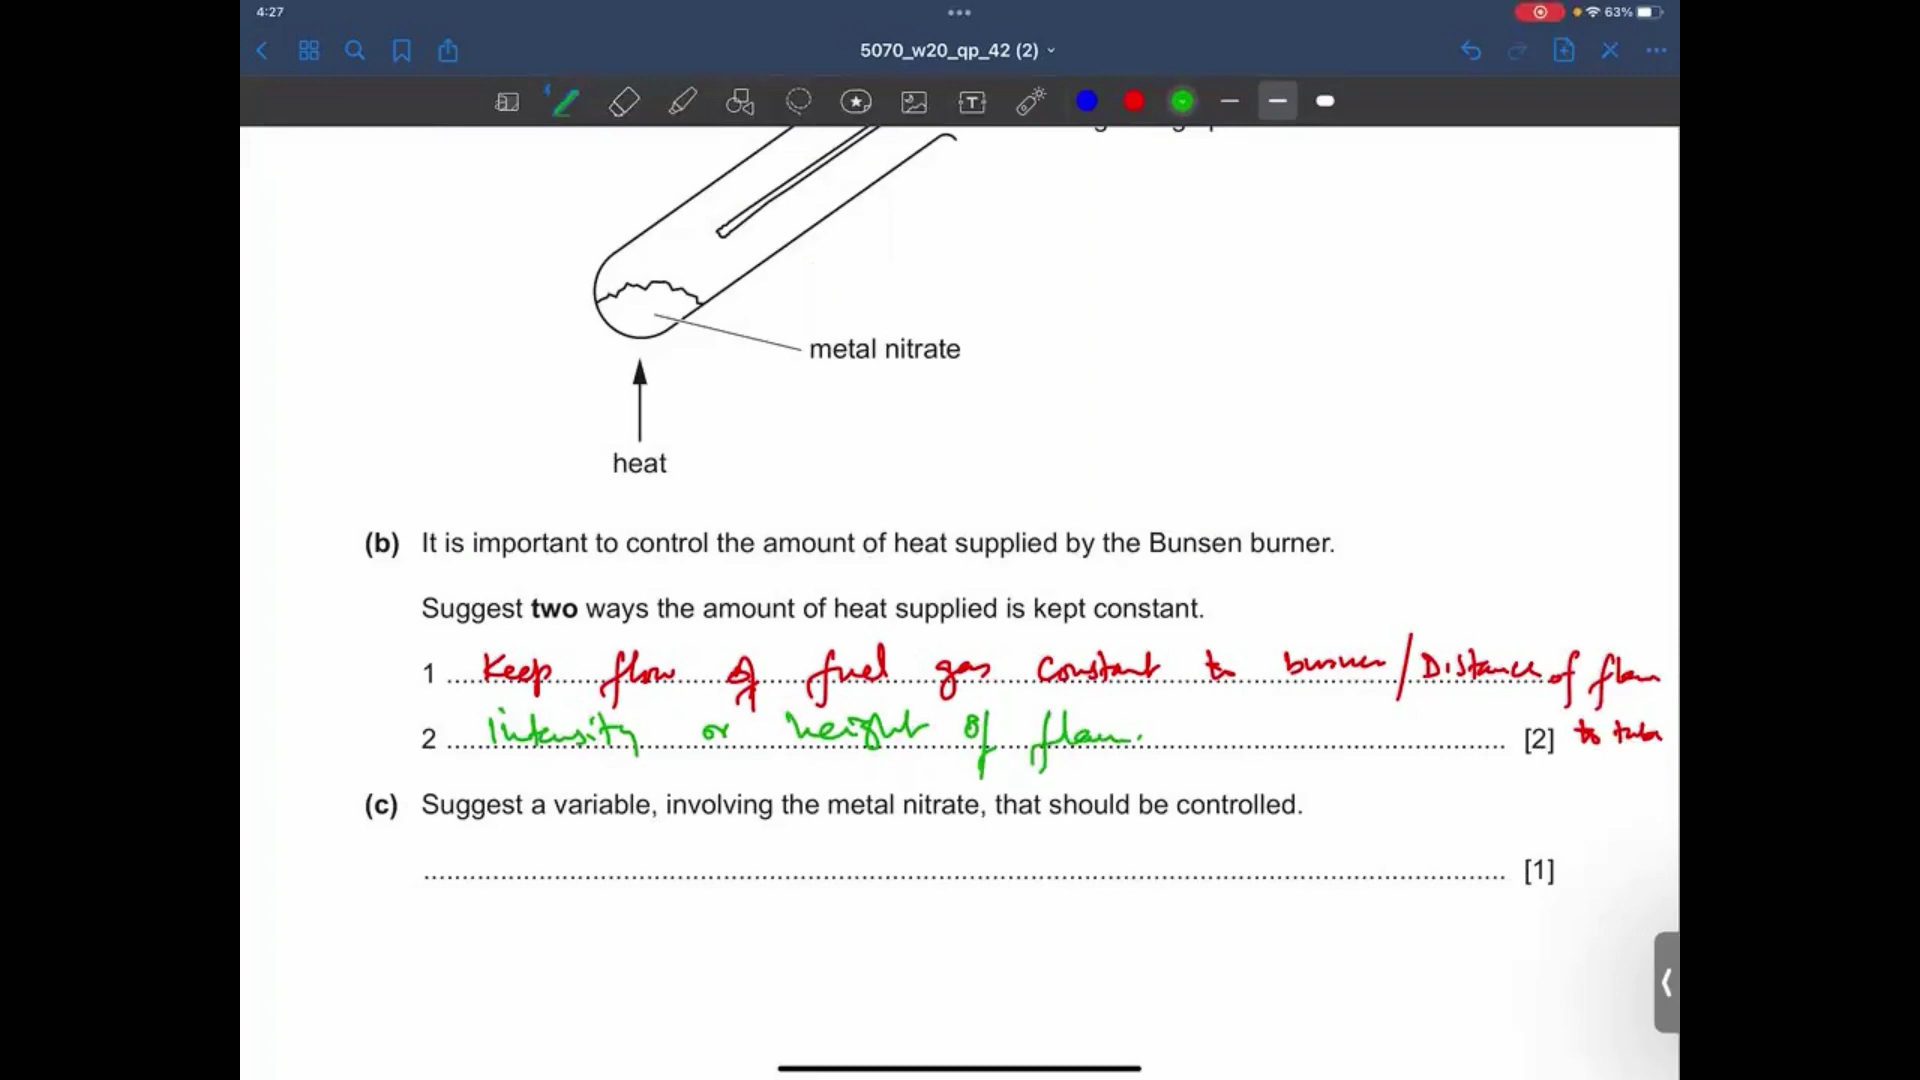 4:27
63%
5070_w20_qp_42 (2)
metal nitrate
heat
(b) It is important to control the amount of heat supplied by the Bunsen burner.
Suggest two ways the amount of heat supplied is kept constant.
1 Keep flow of fuel gas constant to burner / Distance of flam
to tube
2 Intensity or height of flam. [2]
(c) Suggest a variable, involving the metal nitrate, that should be controlled.
[1]